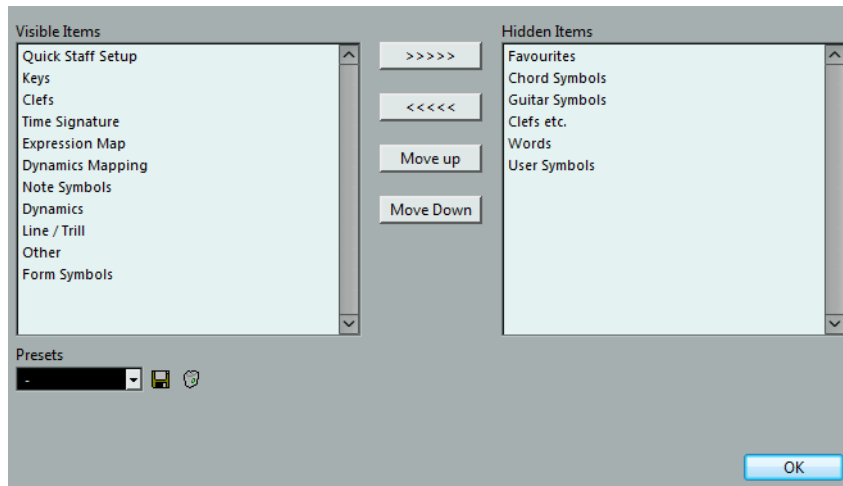 Visible Items
Quick Staff Setup
Keys
Clefs
Time Signature
Expression Map
Dynamics Mapping
Note Symbols
Dynamics
Line / Trill
Other
Form Symbols
>>>>>
<<<<<
Move up
Move Down
Hidden Items
Favourites
Chord Symbols
Guitar Symbols
Clefs etc.
Words
User Symbols
Presets
-
OK